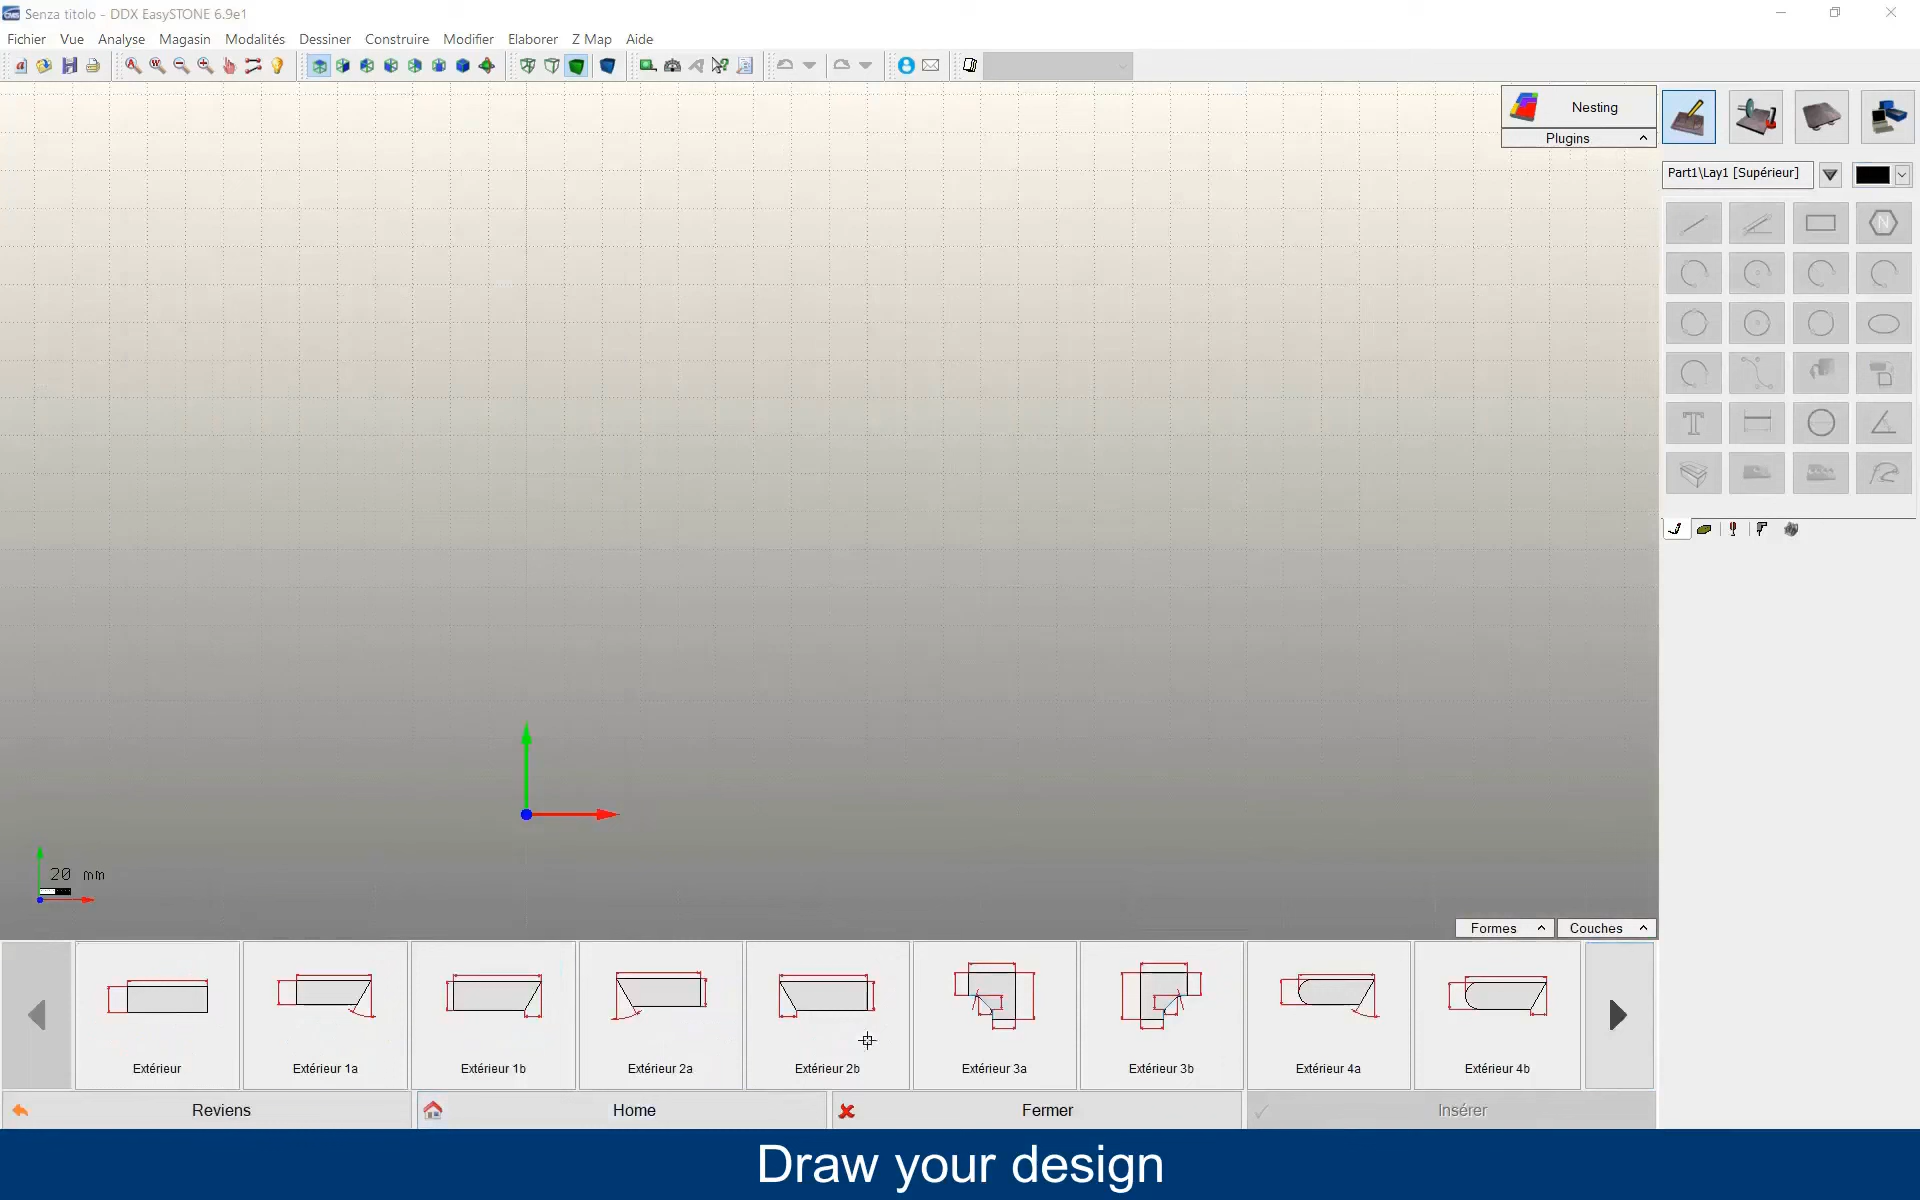 Senza titolo - DDX EasySTONE 6.9e1
Fichier Vue Analyse Magasin Modalités Dessiner Construire Modifier Elaborer Z Map Aide
Nesting
Plugins
Part1\Lay1 [Supérieur]
N
T
20 mm
Formes Couches
Extérieur Extérieur 1a Extérieur 1b Extérieur 2a Extérieur 2b Extérieur 3a Extérieur 3b Extérieur 4a Extérieur 4b
Reviens Home Fermer Insérer
Draw your design